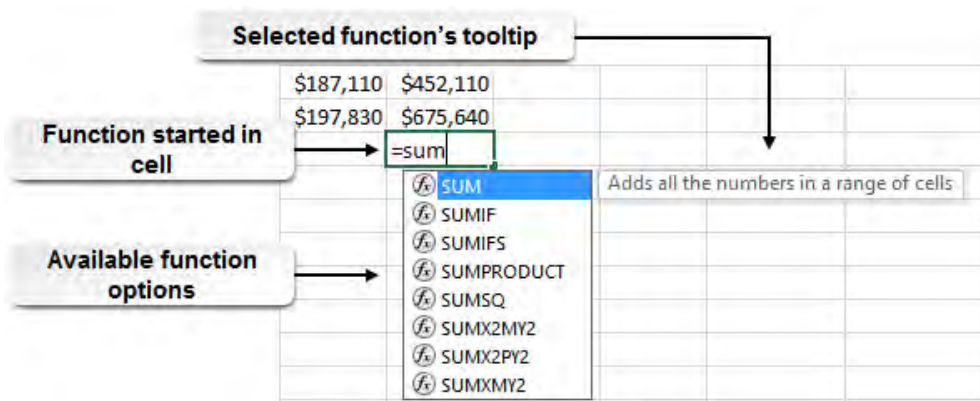 Selected function's tooltip
$187,110 $452,110
$197,830 $675,640
Function started in
cell
=sum
SUM
Adds all the numbers in a range of cells
SUMIF
SUMIFS
Available function
options
SUMPRODUCT
SUMSQ
SUMX2MY2
SUMX2PY2
SUMXMY2